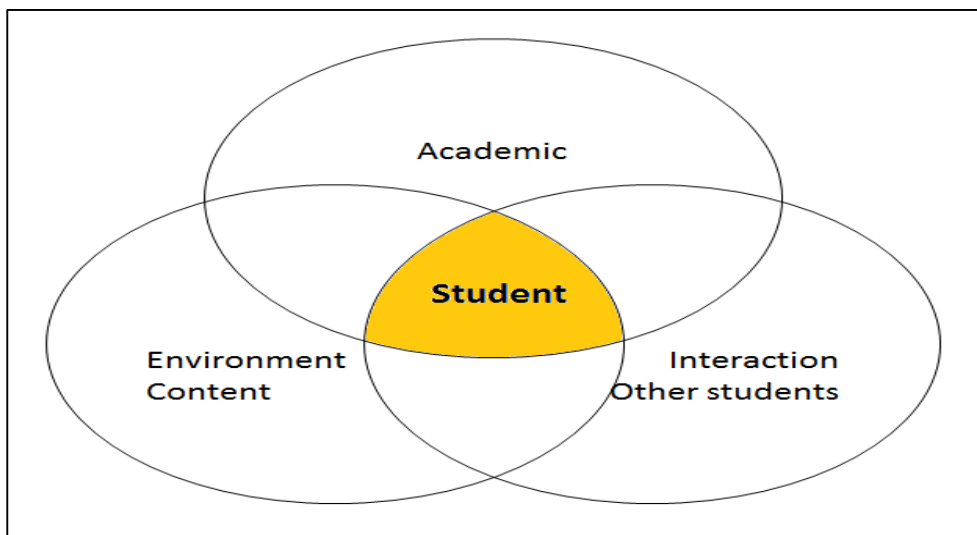 Academic
Student
Environment
Content
Interaction
Other students